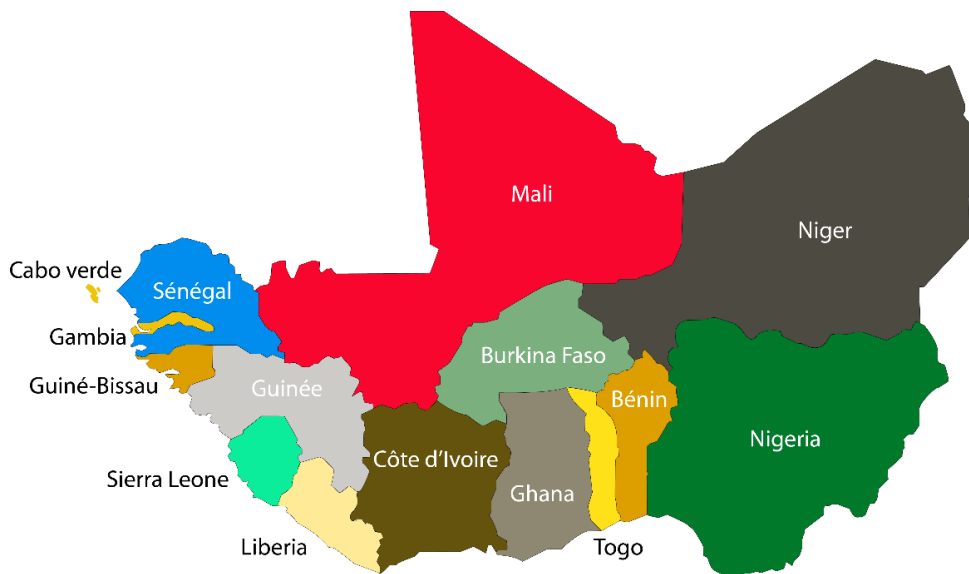 Mali
Niger
Cabo verde
Sénégal
Gambia
Burkina Faso
Guiné-Bissau
Guinée
Bénin
Nigeria
Côte d'Ivoire
Sierra Leone
Ghana
Liberia
Togo